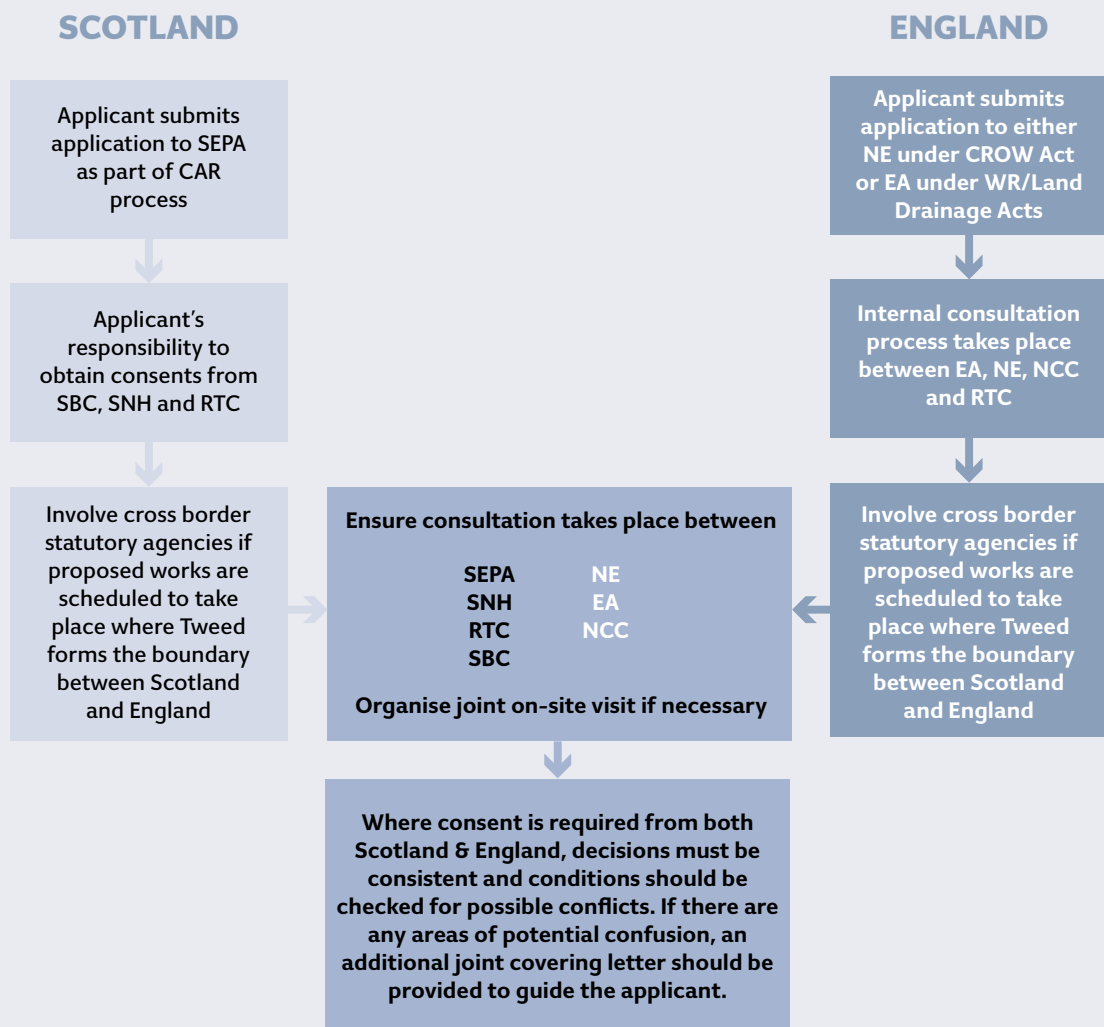 SCOTLAND
Applicant submits
application to SEPA
as part of CAR
process
Applicant's
responsibility to
obtain consents from
SBC, SNH and RTC
Involve cross border
statutory agencies if
proposed works are
scheduled to take
place where Tweed
forms the boundary
between Scotland
and England
ENGLAND
Applicant submits
application to either
NE under CROW Act
or EA under WR/Land
Drainage Acts
Internal consultation
process takes place
between EA, NE, NCC
and RTC
Involve cross border
statutory agencies if
proposed works are
scheduled to take
place where Tweed
forms the boundary
between Scotland
and England
Ensure consultation takes place between
SEPA NE
SNH EA
RTC NCC
SBC
Organise joint on-site visit if necessary
Where consent is required from both
Scotland & England, decisions must be
consistent and conditions should be
checked for possible conflicts. If there are
any areas of potential confusion, an
additional joint covering letter should be
provided to guide the applicant.